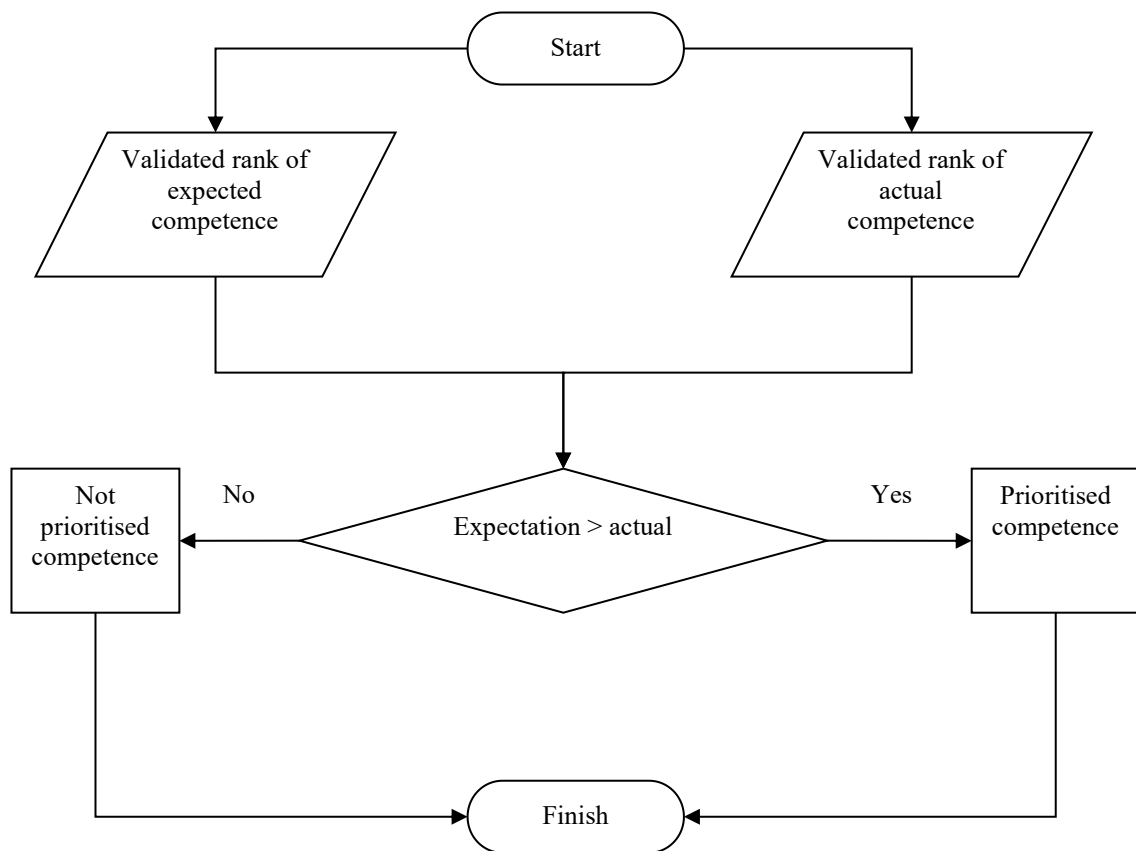 Start
Validated rank of
expected
competence
Validated rank of
actual
competence
Not
prioritised
competence
No
Expectation > actual
Yes
Prioritised
competence
Finish